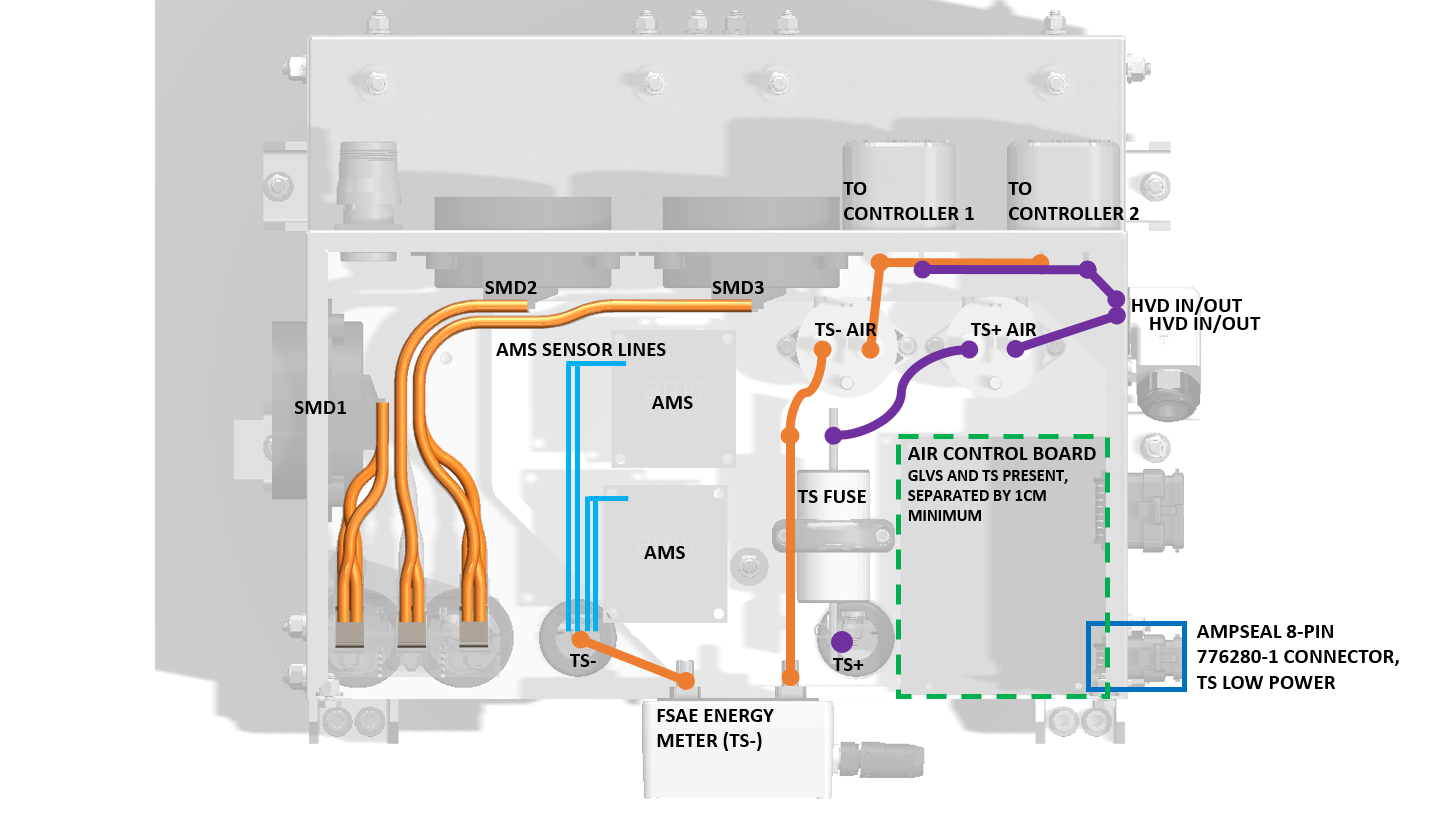 TO
CONTROLLER 1
TO
CONTROLLER 2
SMD2
SMD3
HVD IN/OUT
HVD IN/OUT
TS- AIR
TS+ AIR
AMS SENSOR LINES
ams
AMS
SMD1
AIR CONTROL BOARD
GLVS AND TS PRESENT,
SEPARATED BY 1CM
MINIMUM
TS FUSE
ams
AMS
AMPSEAL 8-PIN
776280-1 CONNECTOR,
TS LOW POWER
TS-
TS+
FSAE ENERGY
METER (TS-)